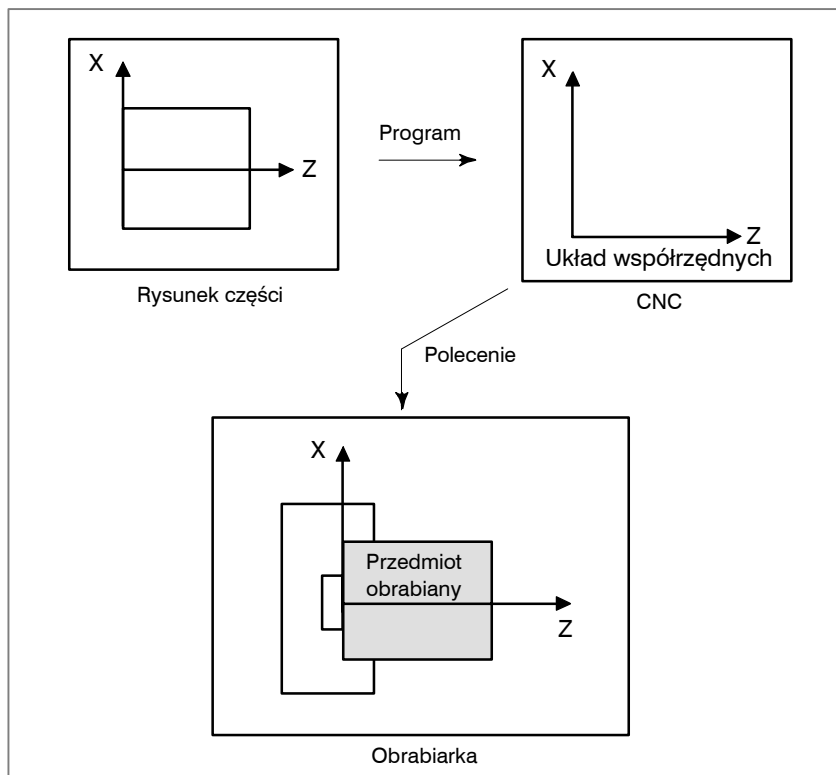 X
Z
Rysunek części
Program
X
Z
Układ współrzędnych
CNC
Polecenie
X
Przedmiot
obrabiany
Z
Obrabiarka